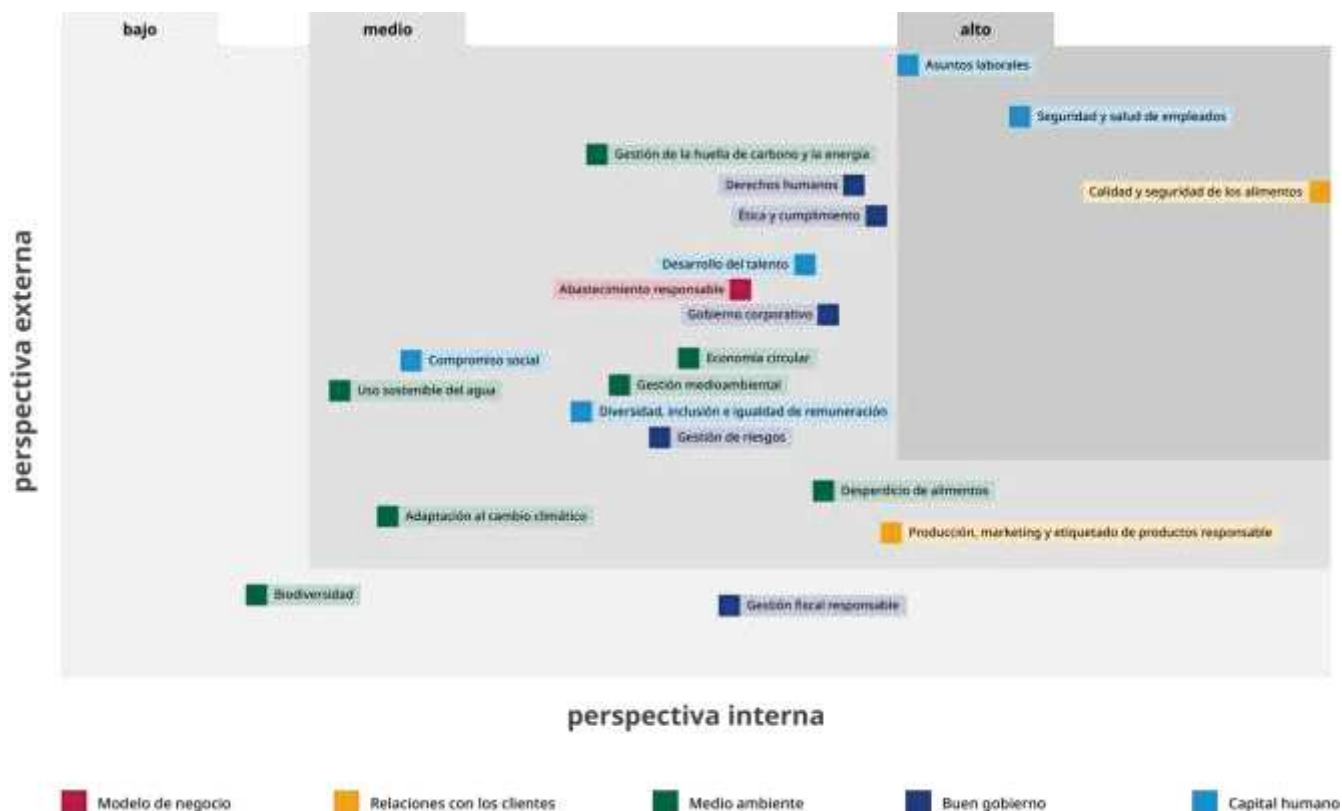 bajo
medio
alto
Asuntos laborales
Seguridad y salud de empleados
Gestión de la huella de carbono y la energía
Derechos humanos
Calidad y seguridad de los alimentos
Ética y cumplimiento
Desarrollo del talento
Abastecimiento responsable
Gobierno corporativo
Compromiso social
Economía circular
Uso sostenible del agua
Gestión medioambiental
Diversidad, inclusión e igualdad de remuneración
Gestión de riesgos
Desperdicio de alimentos
Adaptación al cambio climático
Producción, marketing y etiquetado de productos responsable
Biodiversidad
Gestión fiscal responsable
perspectiva externa
perspectiva interna
Modelo de negocio
Relaciones con los clientes
Medio ambiente
Buen gobierno
Capital humano